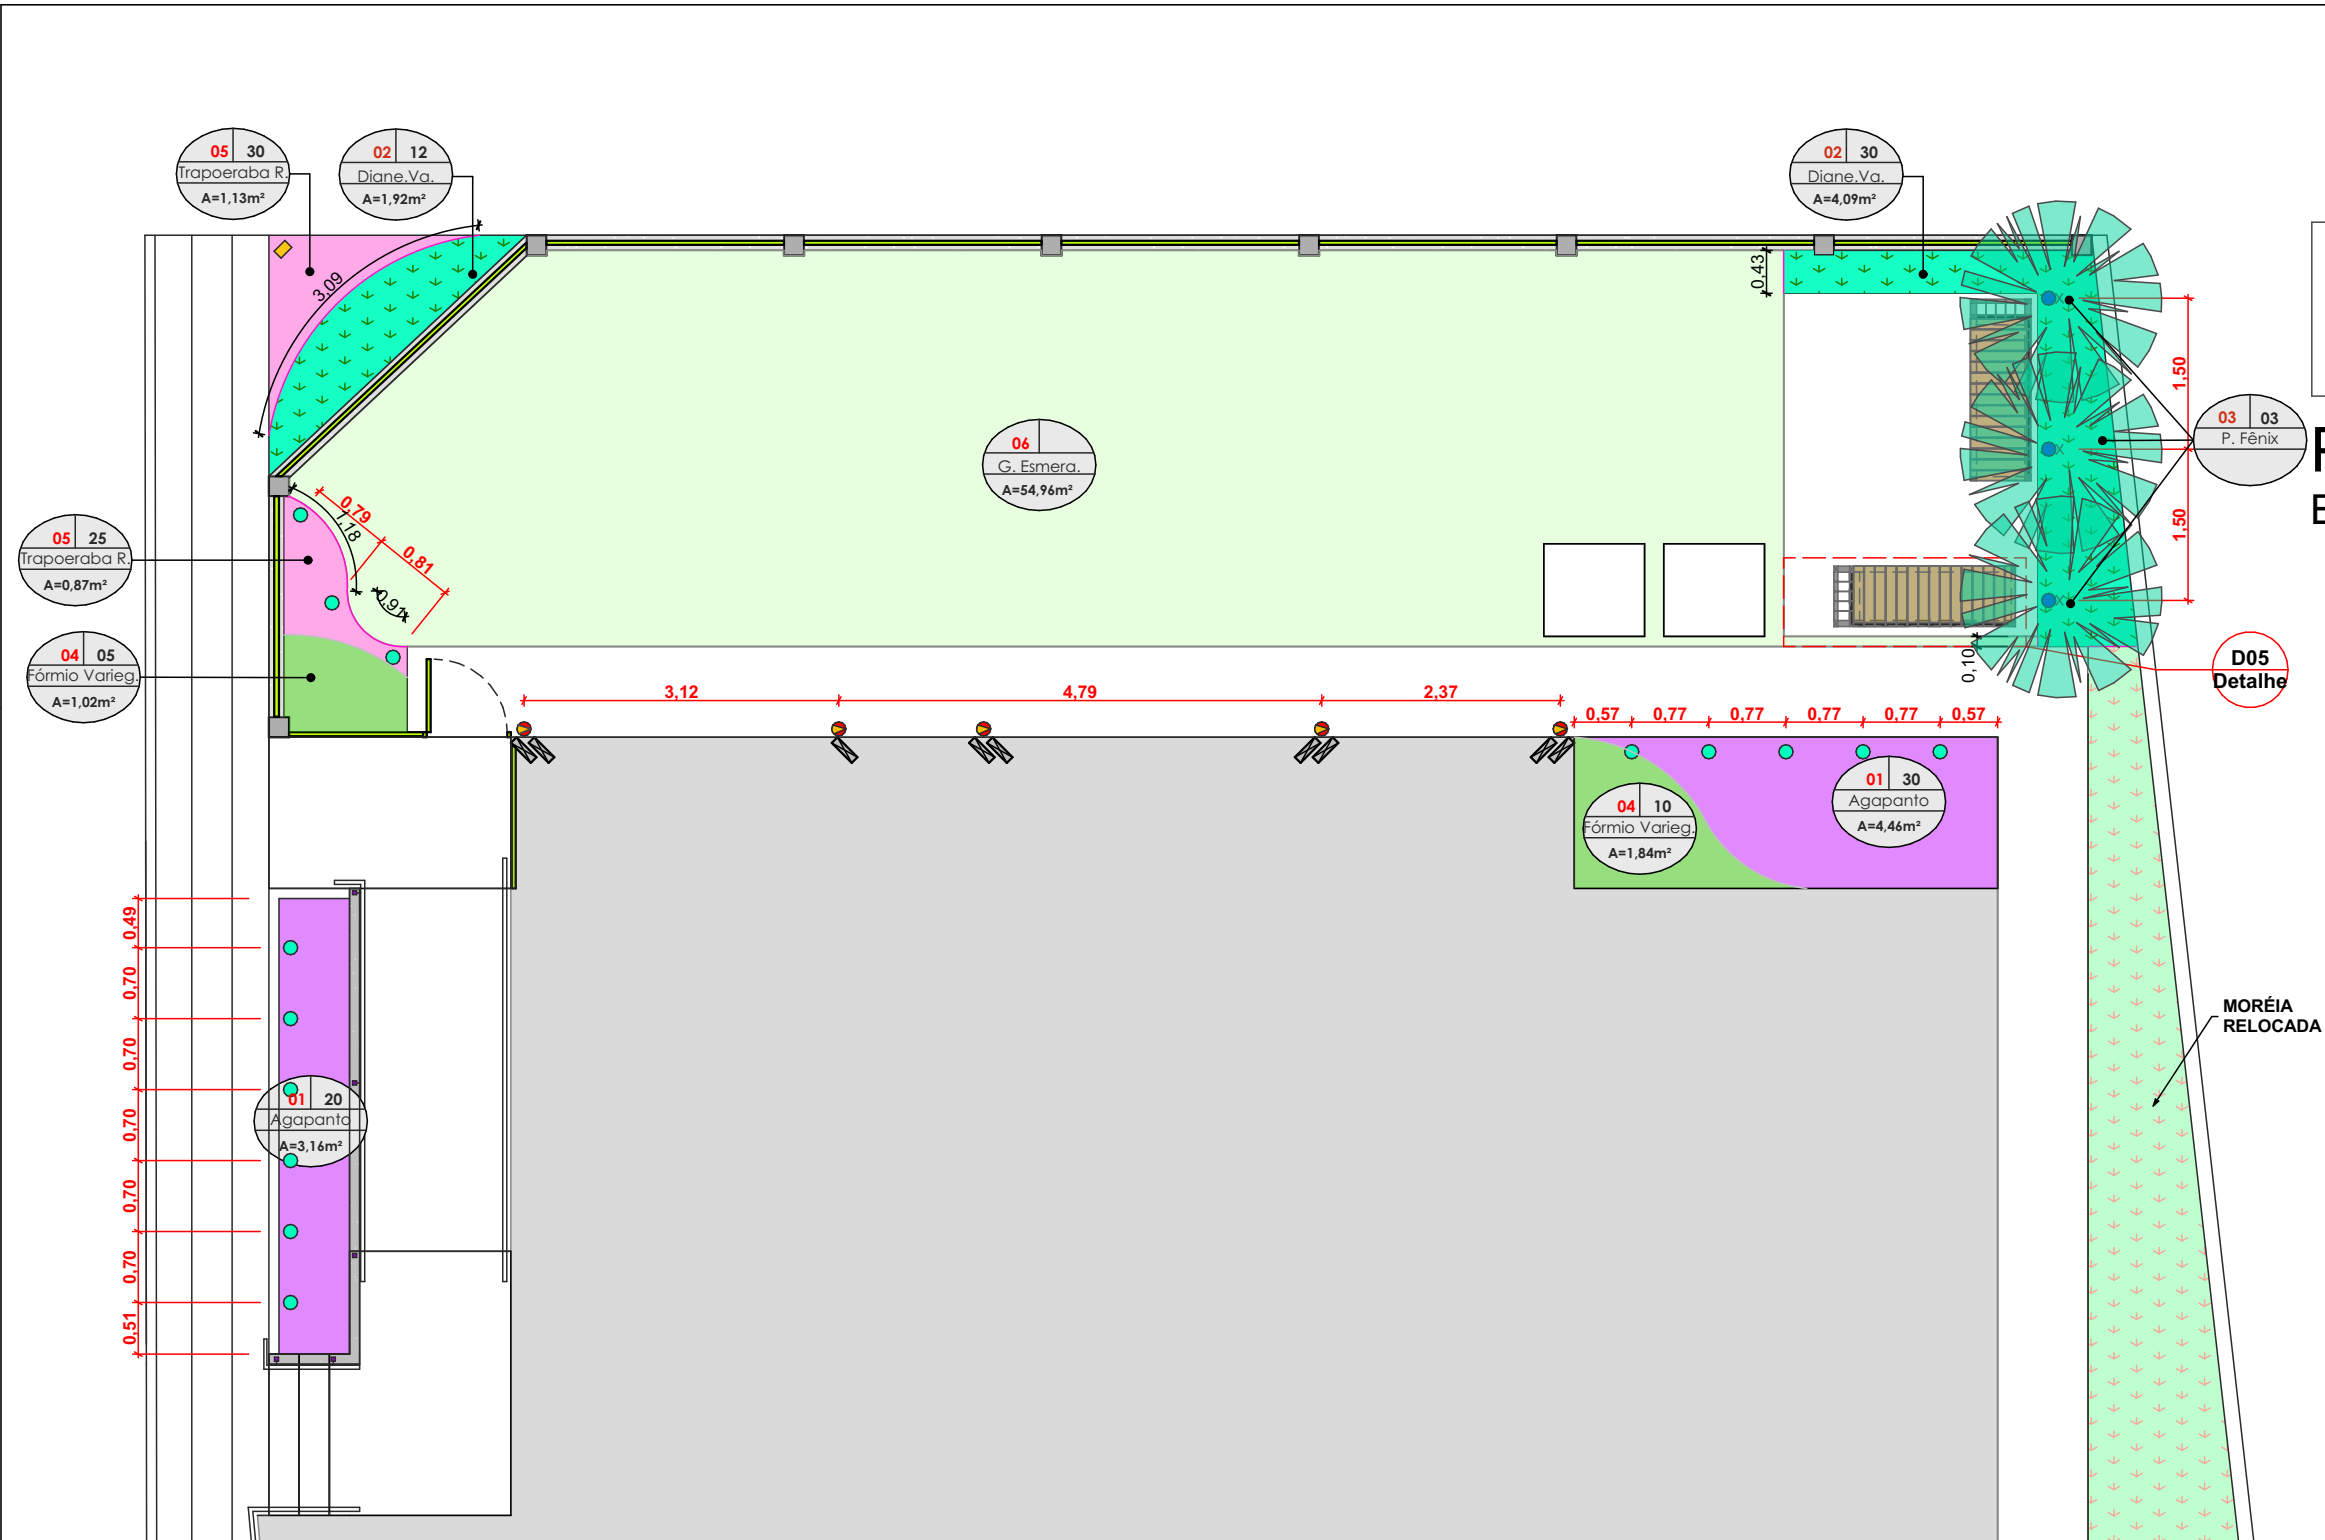 05 30
Trapoeraba R.
A=1,13m²
02 12
Diane.Va.
A=1,92m²
02 30
Diane.Va.
A=4,09m²
3,09
0,43
1,50
03 03
P. Fênix
06
G. Esmera.
A=54,96m²
0,79
1,18
0,81
0,91
1,50
05 25
Trapoeraba R.
A=0,87m²
04 05
Fórmio Varieg.
A=1,02m²
0,10
D05
Detalhe
3,12
4,79
2,37
0,57
0,77
0,77
0,77
0,77
0,57
01 30
Agapanto
A=4,46m²
04 10
Fórmio Varieg.
A=1,84m²
0,49
0,70
0,70
0,70
0,70
0,70
0,51
01 20
Agapanto
A=3,16m²
MORÉIA
RELOCADA